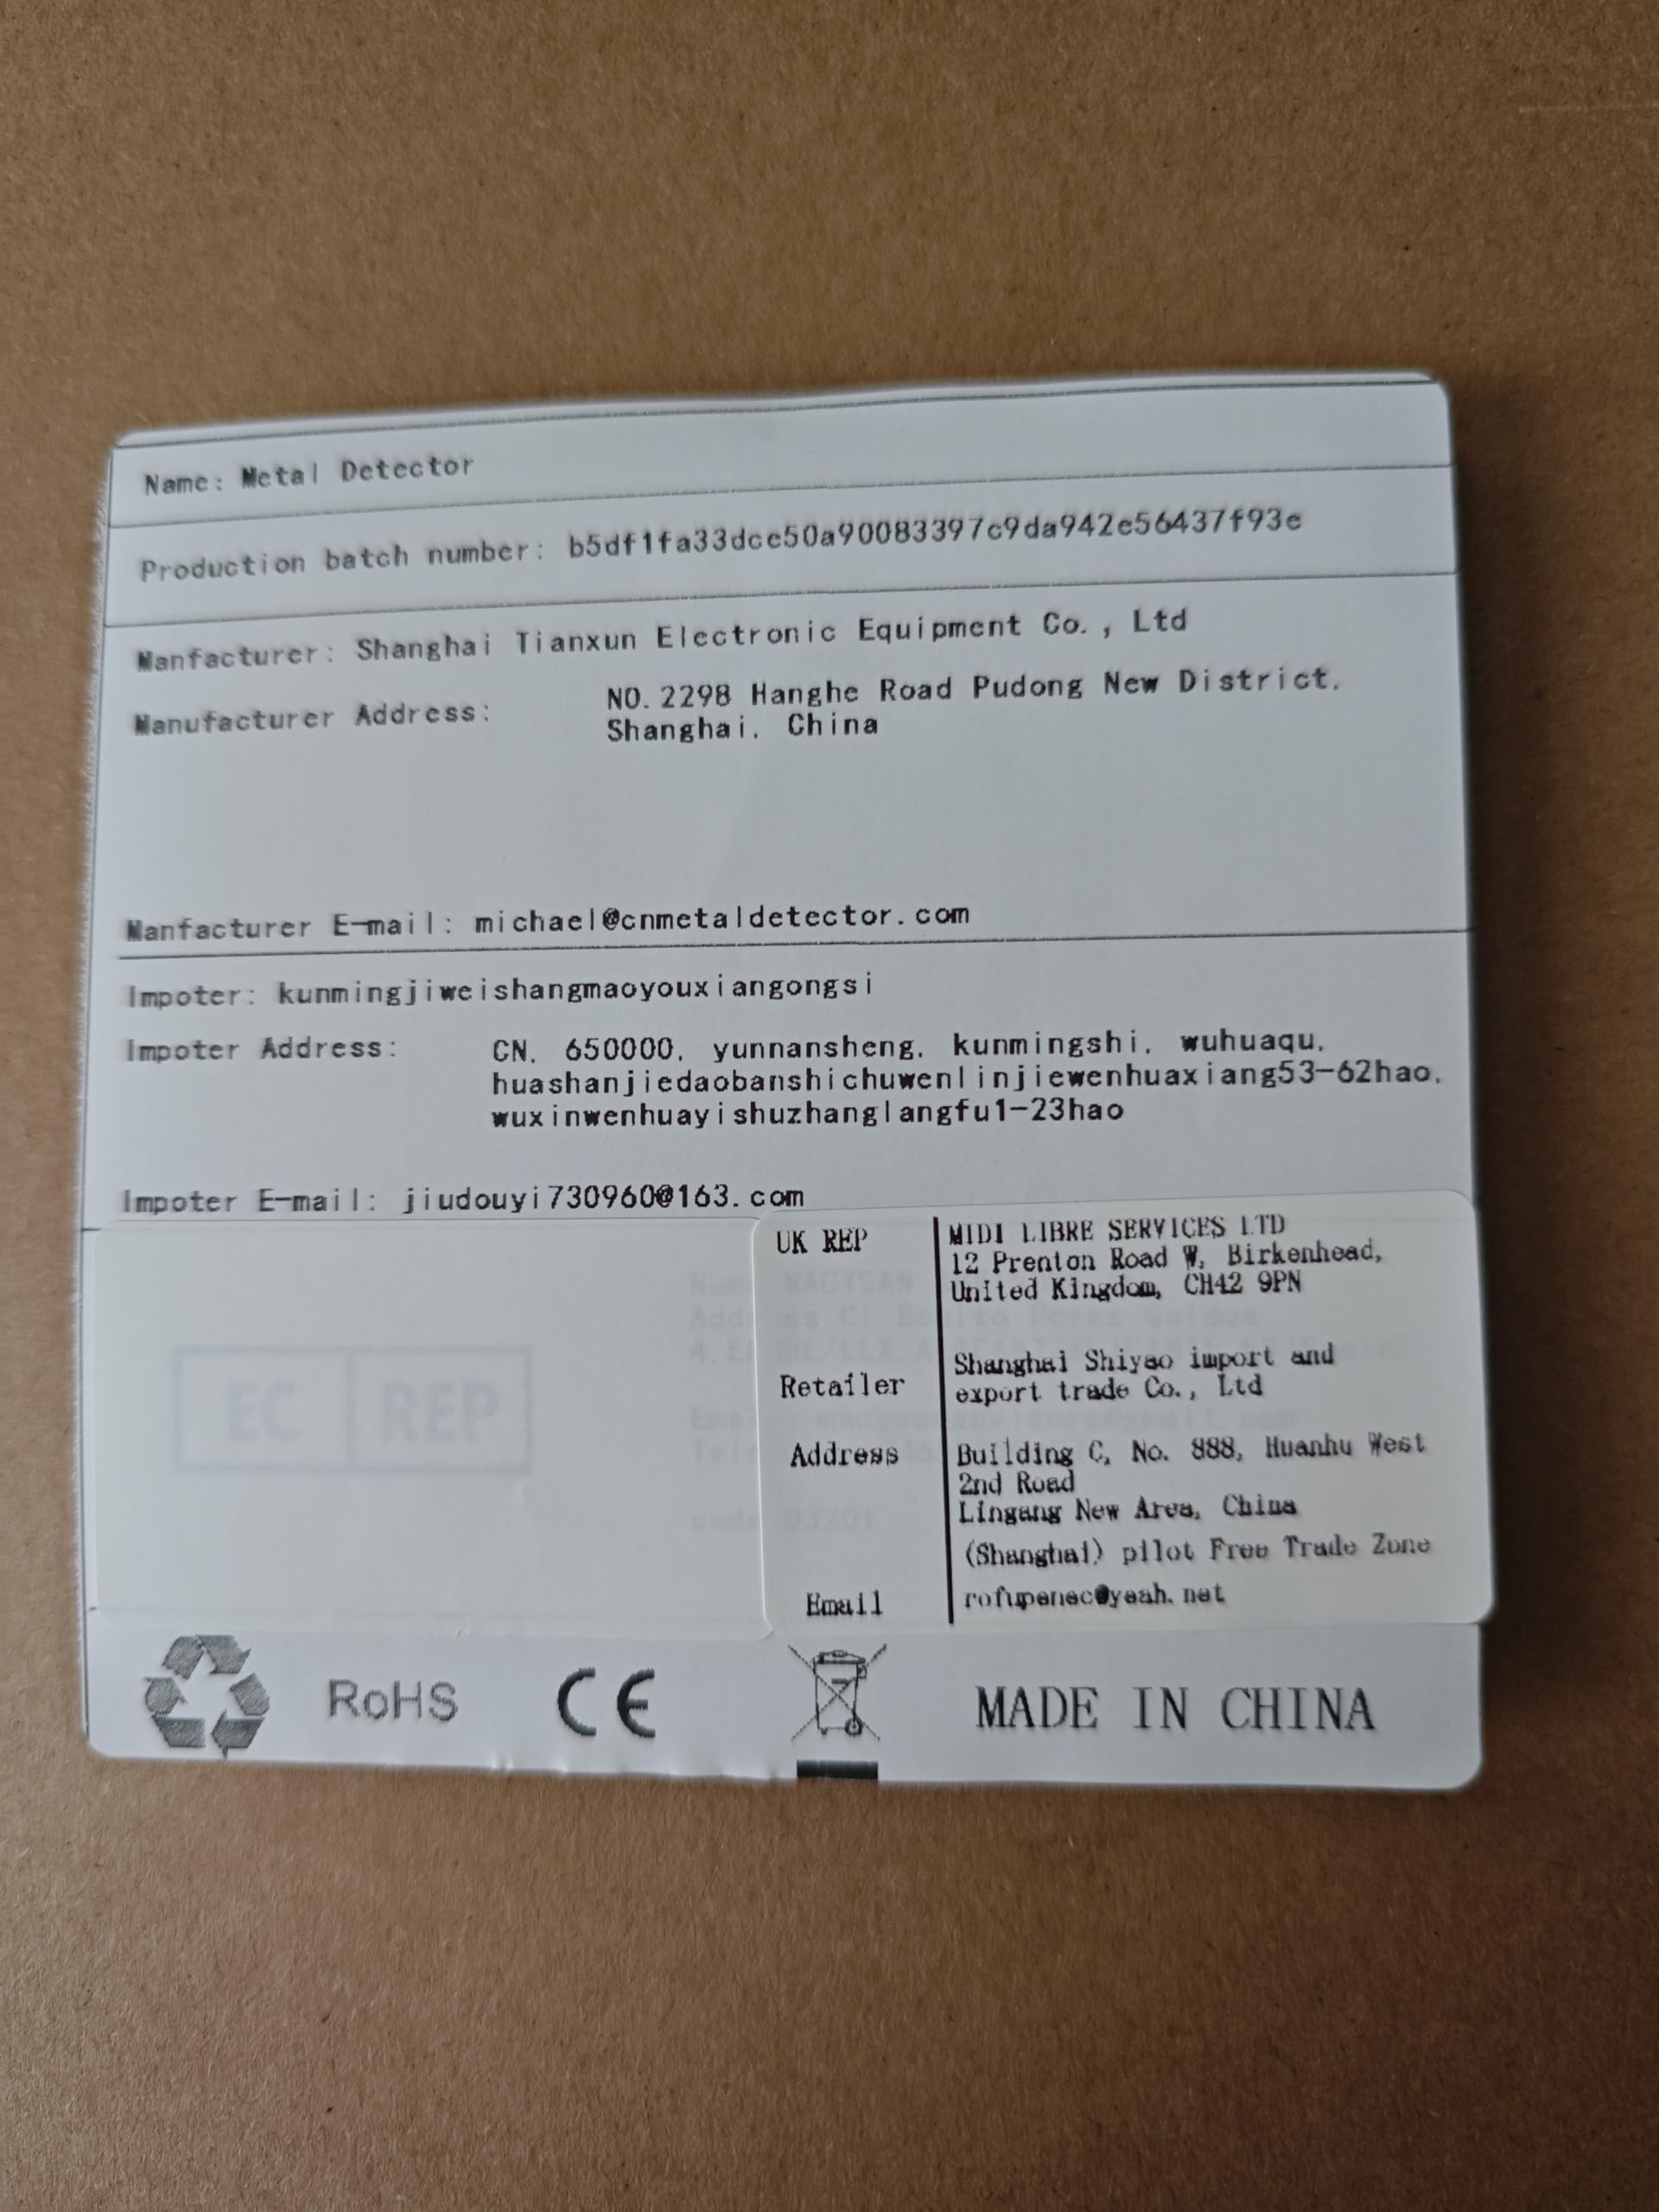 Name: Metal Detector
Production batch number: b5df1fa33dce50a90083397c9da942e56437f93e
Manfacturer: Shanghai Tianxun Electronic Equipment Co., Ltd
Manufacturer Address: NO.2298 Hanghe Road Pudong New District,
Shanghai, China
Manfacturer E-mail: michael@cnmetaldetector.com
Impoter: kunmingjiweishangmaoyouxiangongsi
Impoter Address: CN, 650000, yunnansheng, kunmingshi, wuhuaqu,
huashanjiedaobanshichuwenlinjiewenhuaxiang53-62hao,
wuxinwenhuayishuzhanglangfu1-23hao
Impoter E-mail: jiudouyi730960@163.com
EC REP
UK REP MIDI LIBRE SERVICES LTD
12 Prenton Road W, Birkenhead,
United Kingdom, CH42 9PN
Retailer Shanghai Shiyao import and
export trade Co., Ltd
Address Building C, No. 888, Huanhu West
2nd Road
Lingang New Area, China
(Shanghai) pilot Free Trade Zone
Email rofupenec@yeah.net
RoHS CE MADE IN CHINA